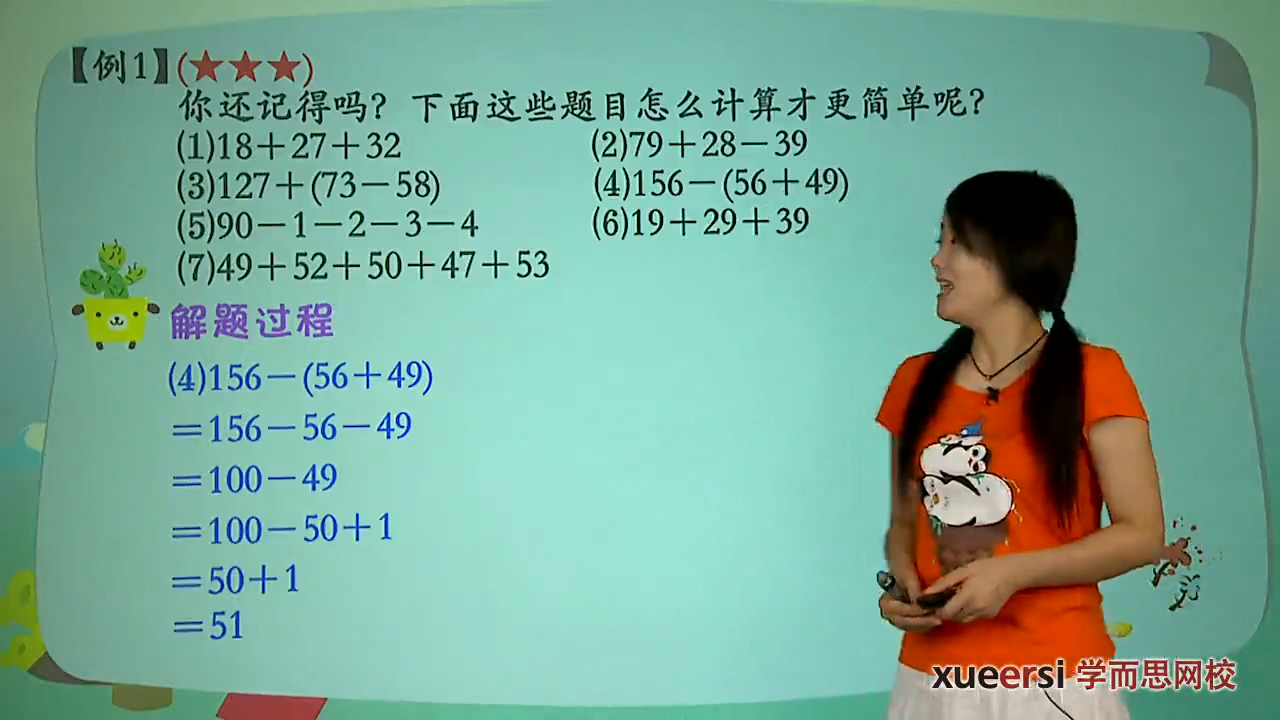 【例1】(★★★)
你还记得吗？下面这些题目怎么计算才更简单呢？
(1)18＋27＋32 (2)79＋28－39
(3)127＋(73－58) (4)156－(56＋49)
(5)90－1－2－3－4 (6)19＋29＋39
(7)49＋52＋50＋47＋53
解题过程
(4)156－(56＋49)
＝156－56－49
＝100－49
＝100－50＋1
＝50＋1
＝51
xueersi 学而思网校